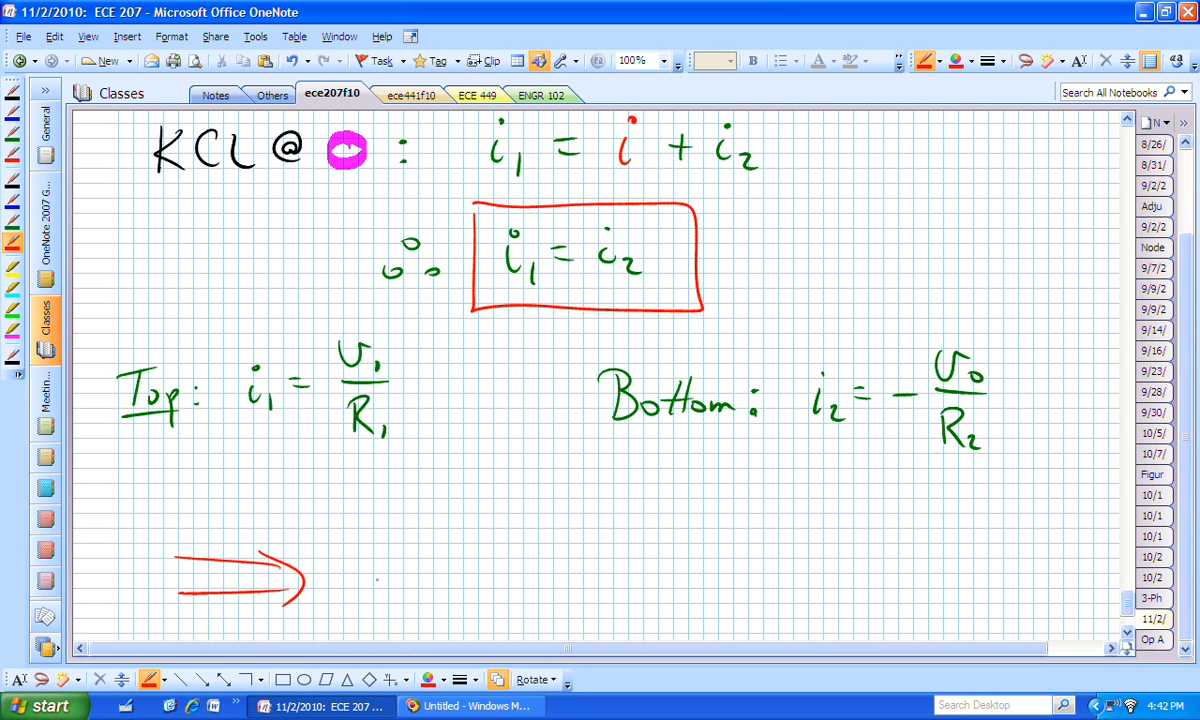 11/2/2010: ECE 207 - Microsoft Office OneNote
File Edit View Insert Format Share Tools Table Window Help
New Task Tag Clip 100%
Classes Notes Others ece207f10 ece441f10 ECE 449 ENGR 102 Search All Notebooks
General
OneNote 2007 G...
Classes
Meetin...
KCL @ ⊖ : i₁ = i + i₂
∴ i₁ = i₂
Top: i₁ = v₁/R₁ Bottom: i₂ = - v₀/R₂
N
8/26/
8/31/
9/2/2
Adju
9/2/2
Node
9/7/2
9/9/2
9/9/2
9/14/
9/16/
9/23/
9/28/
9/30/
10/5/
10/7/
Figur
10/1
10/1
10/1
10/2
10/2
3-Ph
11/2/
Op A
Rotate
start 11/2/2010: ECE 207 ... Untitled - Windows M... Search Desktop 4:42 PM